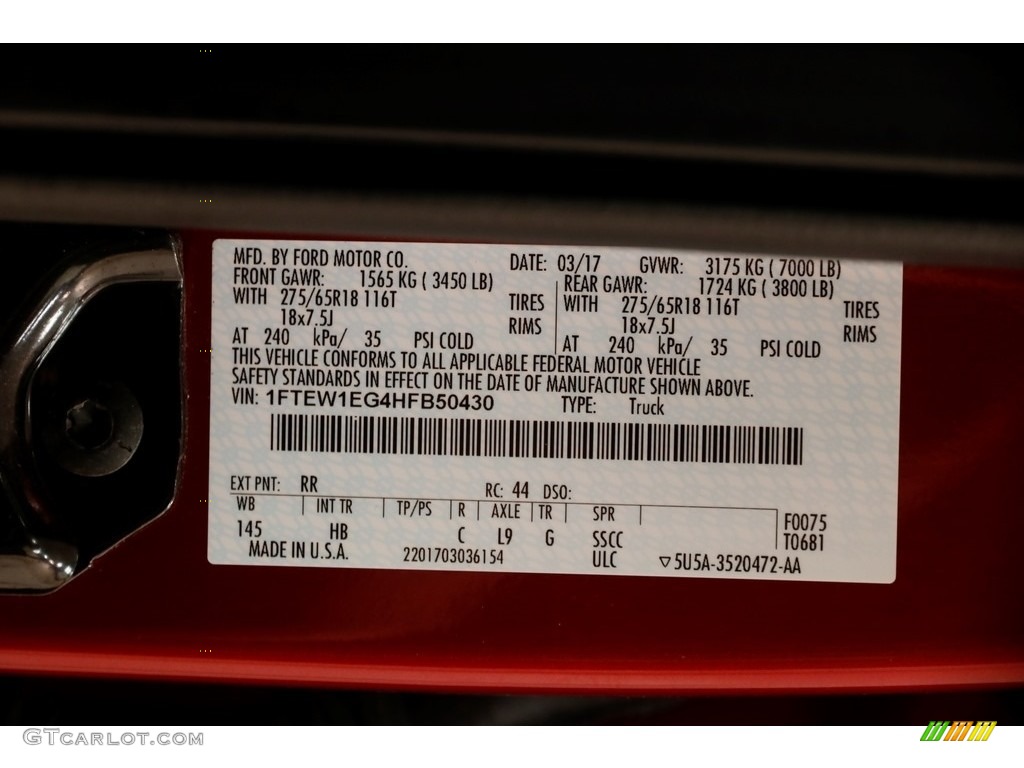 MFD. BY FORD MOTOR CO. DATE: 03/17 GVWR: 3175 KG ( 7000 LB)
FRONT GAWR: 1565 KG ( 3450 LB) REAR GAWR: 1724 KG ( 3800 LB)
WITH 275/65R18 116T TIRES WITH 275/65R18 116T TIRES
18x7.5J RIMS 18x7.5J RIMS
AT 240 kPa/ 35 PSI COLD AT 240 kPa/ 35 PSI COLD
THIS VEHICLE CONFORMS TO ALL APPLICABLE FEDERAL MOTOR VEHICLE
SAFETY STANDARDS IN EFFECT ON THE DATE OF MANUFACTURE SHOWN ABOVE.
VIN: 1FTEW1EG4HFB50430 TYPE: Truck
EXT PNT: RR RC: 44 DSO:
WB INT TR TP/PS R AXLE TR SPR F0075
145 HB C L9 G SSCC T0681
MADE IN U.S.A. 2201703036154 ULC ▽5U5A-3520472-AA
GTCARLOT.COM